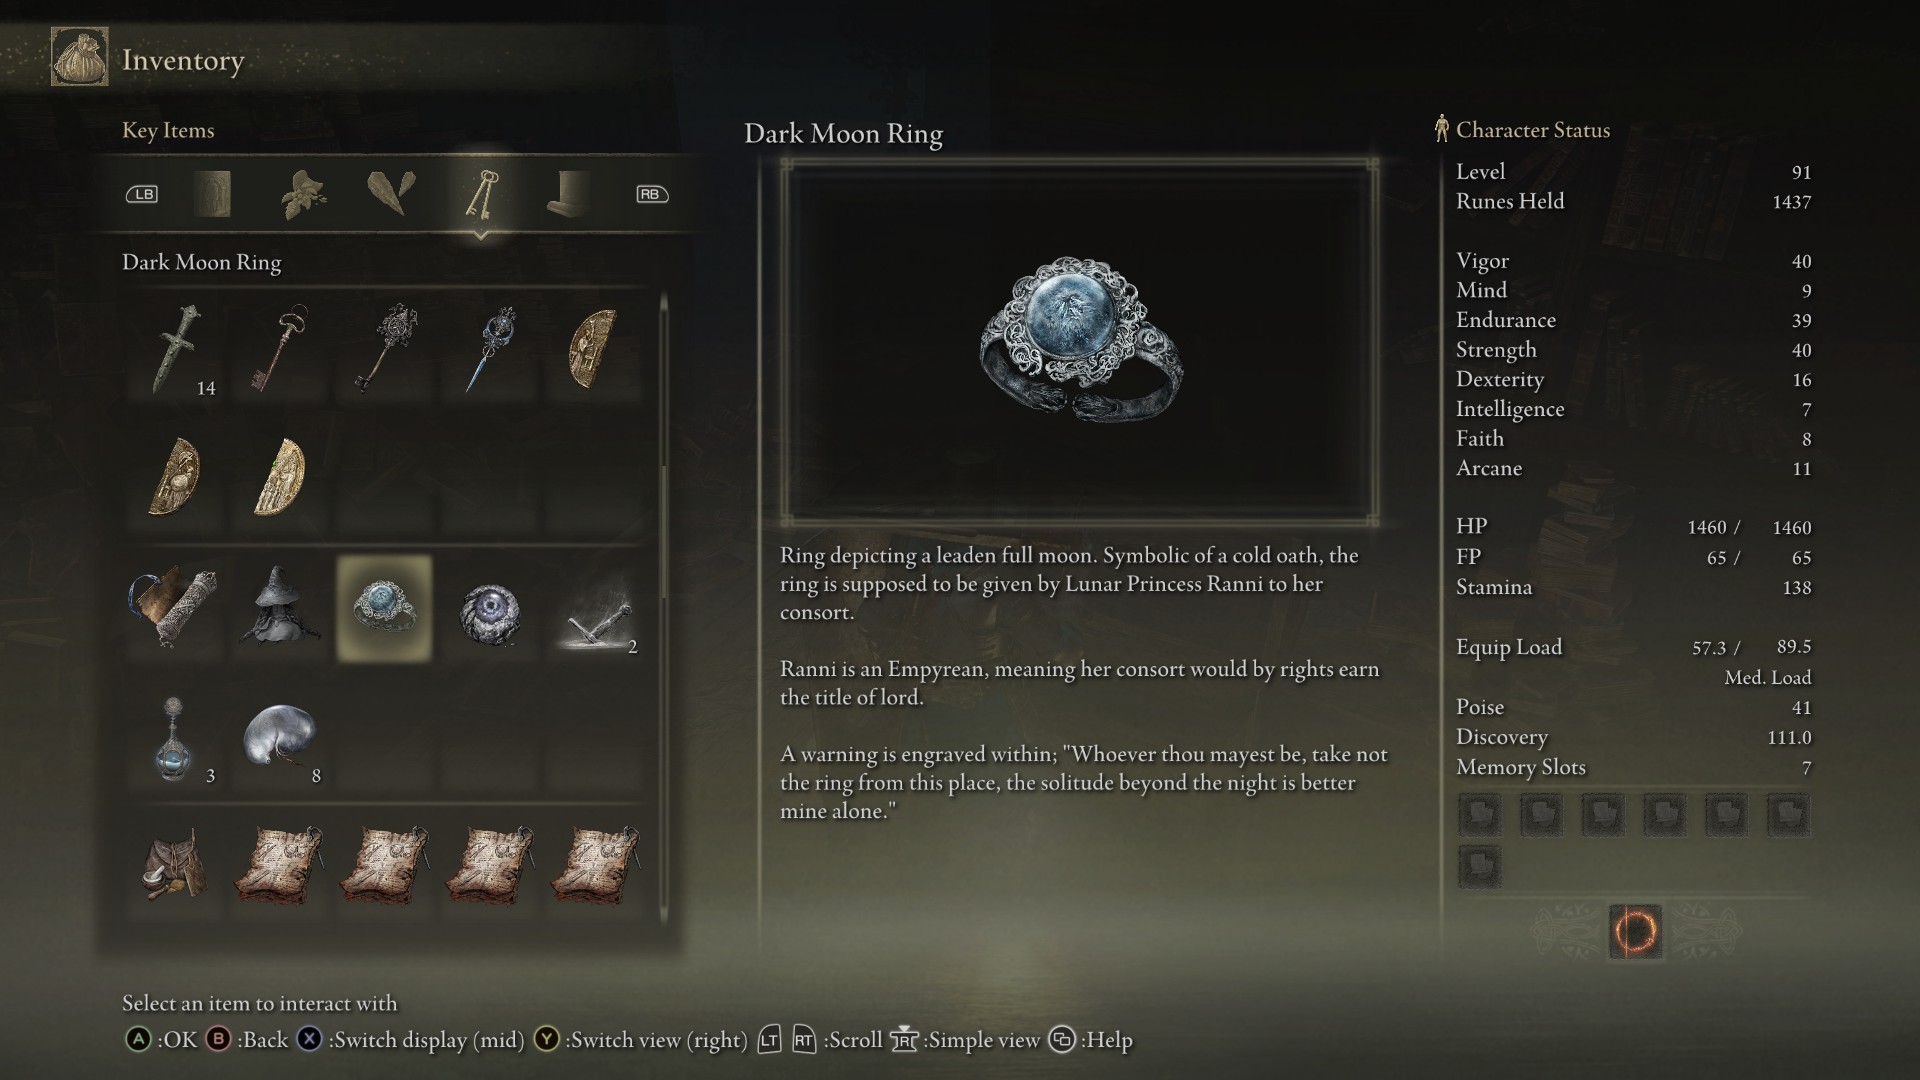 Inventory
Key Items
LB
RB
Dark Moon Ring
14
3
8
2
Dark Moon Ring
Ring depicting a leaden full moon. Symbolic of a cold oath, the
ring is supposed to be given by Lunar Princess Ranni to her
consort.
Ranni is an Empyrean, meaning her consort would by rights earn
the title of lord.
A warning is engraved within; "Whoever thou mayest be, take not
the ring from this place, the solitude beyond the night is better
mine alone."
Character Status
Level 91
Runes Held 1437
Vigor 40
Mind 9
Endurance 39
Strength 40
Dexterity 16
Intelligence 7
Faith 8
Arcane 11
HP 1460 / 1460
FP 65 / 65
Stamina 138
Equip Load 57.3 / 89.5
Med. Load
Poise 41
Discovery 111.0
Memory Slots 7
Select an item to interact with
A :OK B :Back X :Switch display (mid) Y :Switch view (right) LT RT :Scroll R :Simple view :Help